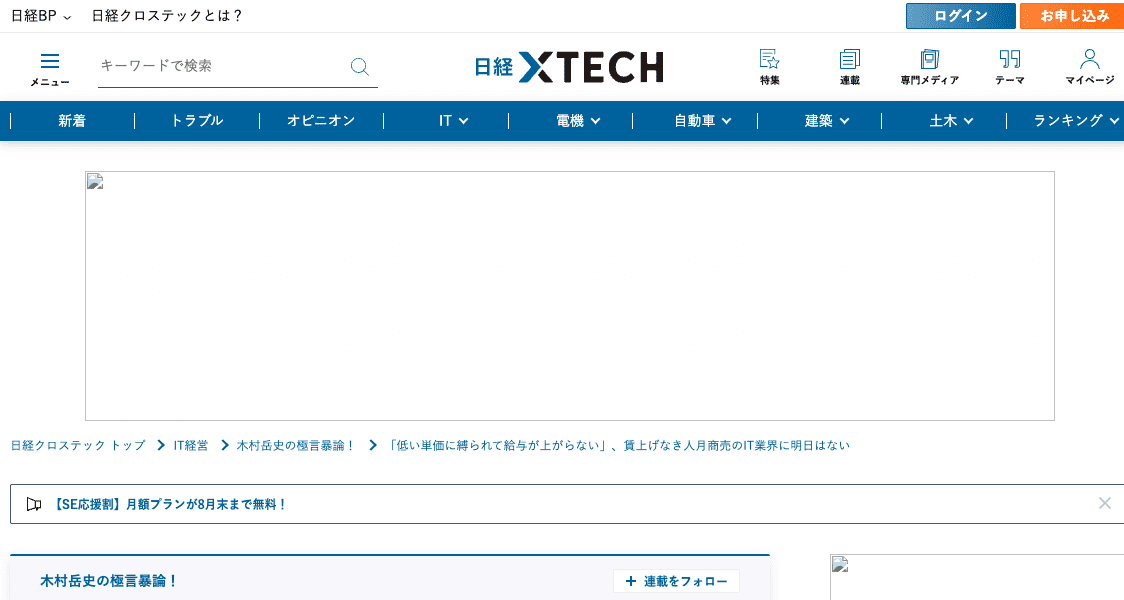 日経BP 日経クロステックとは？ ログイン お申し込み
メニュー キーワードで検索 日経 XTECH 特集 連載 専門メディア テーマ マイページ
新着 トラブル オピニオン IT 電機 自動車 建築 土木 ランキング
日経クロステック トップ IT経営 木村岳史の極言暴論！ 「低い単価に縛られて給与が上がらない」、賃上げなき人月商売のIT業界に明日はない
【SE応援割】月額プランが8月末まで無料！
木村岳史の極言暴論！ + 連載をフォロー